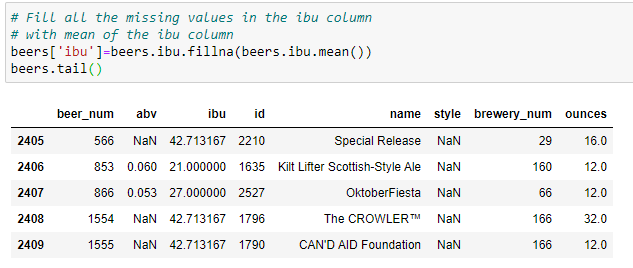 # Fill all the missing values in the ibu column
# with mean of the ibu column
beers['ibu']=beers.ibu.fillna(beers.ibu.mean())
beers.tail()
beer_num abv ibu id name style brewery_num ounces
2405 566 NaN 42.713167 2210 Special Release NaN 29 16.0
2406 853 0.060 21.000000 1635 Kilt Lifter Scottish-Style Ale NaN 160 12.0
2407 866 0.053 27.000000 2527 OktoberFiesta NaN 66 12.0
2408 1554 NaN 42.713167 1796 The CROWLER™ NaN 166 32.0
2409 1555 NaN 42.713167 1790 CAN'D AID Foundation NaN 166 12.0